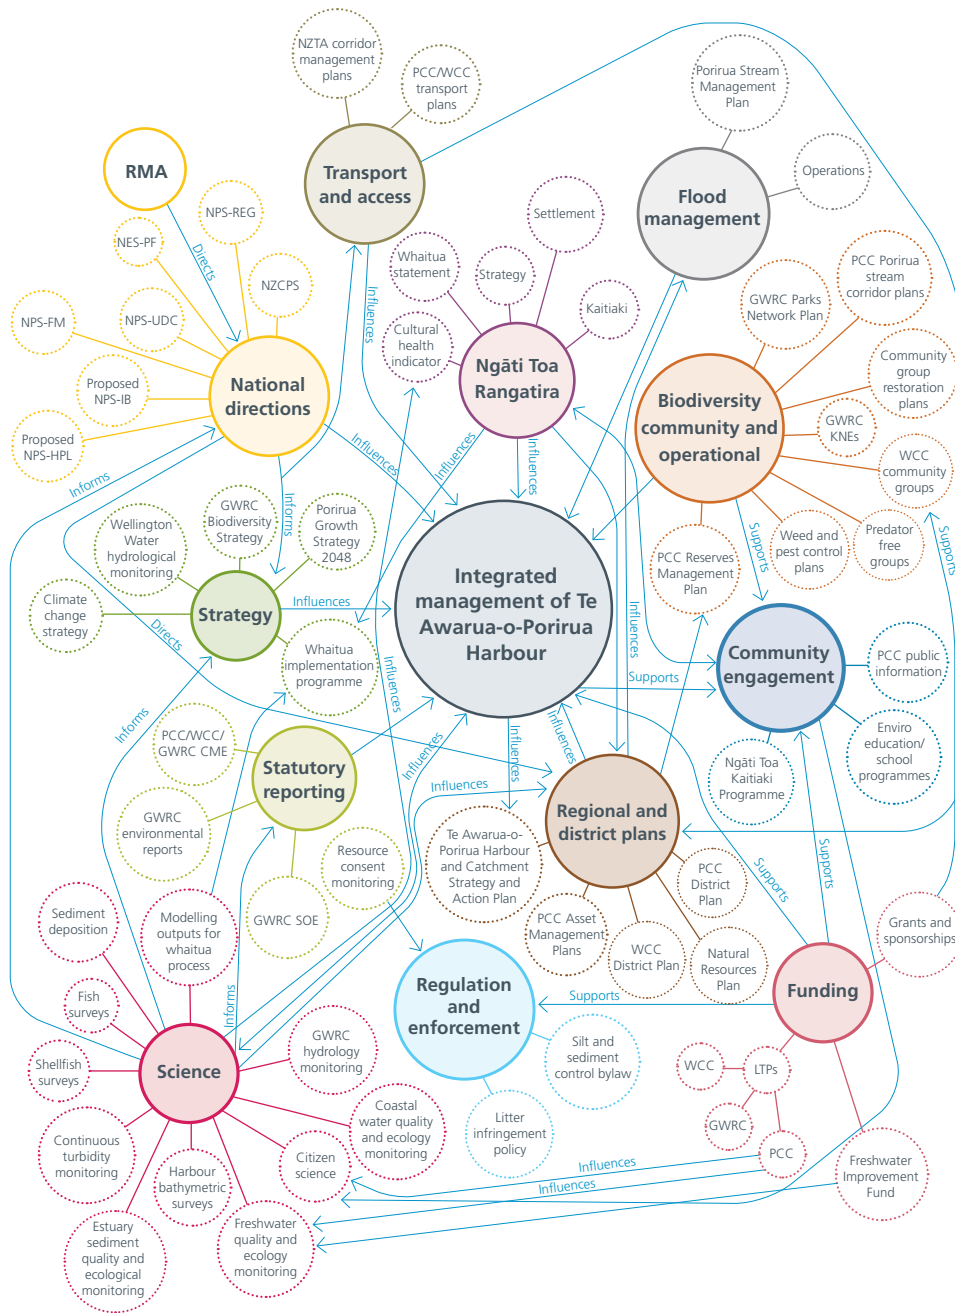 NZTA corridor
management
plans
PCC/WCC
transport
plans
Porirua Stream
Management
Plan
RMA
Transport
and access
Operations
Flood
management
NPS-REG
NES-PF
Directs
Settlement
Whaitua
statement
Strategy
Kaitiaki
NZCPS
PCC Porirua
stream
corridor plans
GWRC Parks
Network Plan
NPS-FM
NPS-UDC
Influences
Cultural
health
indicator
Ngāti Toa
Rangatira
Community
group
restoration
plans
National
directions
Proposed
NPS-IB
Biodiversity
community and
operational
GWRC
KNEs
Proposed
NPS-HPL
Influences
Influences
Influences
WCC
community
groups
Informs
Informs
GWRC
Biodiversity
Strategy
Porirua
Growth
Strategy
2048
Wellington
Water
hydrological
monitoring
PCC Reserves
Management
Plan
Supports
Weed and
pest control
plans
Predator
free
groups
Supports
Climate
change
strategy
Strategy
Influences
Integrated
management of Te
Awarua-o-Porirua
Harbour
Influences
Directs
Whaitua
implementation
programme
Influences
Supports
Community
engagement
PCC public
information
Informs
PCC/WCC/
GWRC CME
Statutory
reporting
Influences
Influences
Influences
Influences
Regional and
district plans
Ngāti Toa
Kaitiaki
Programme
Enviro
education/
school
programmes
GWRC
environmental
reports
Resource
consent
monitoring
Te Awarua-o-
Porirua Harbour
and Catchment
Strategy and
Action Plan
PCC
District
Plan
Supports
Supports
Sediment
deposition
Modelling
outputs for
whaitua
process
GWRC SOE
PCC Asset
Management
Plans
WCC
District Plan
Natural
Resources
Plan
Grants and
sponsorships
Fish
surveys
Informs
Regulation
and
enforcement
Supports
Funding
Shellfish
surveys
Science
GWRC
hydrology
monitoring
Silt and
sediment
control bylaw
WCC
LTPs
Continuous
turbidity
monitoring
Harbour
bathymetric
surveys
Citizen
science
Coastal
water quality
and ecology
monitoring
Litter
infringement
policy
GWRC
PCC
Influences
Influences
Freshwater
Improvement
Fund
Estuary
sediment
quality and
ecological
monitoring
Freshwater
quality and
ecology
monitoring